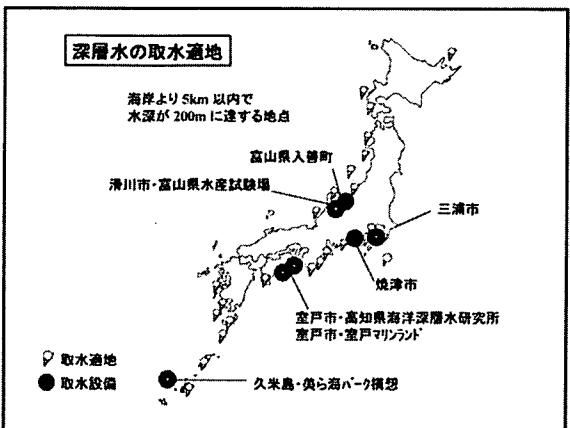 深層水の取水適地
海岸より5km 以内で
水深が 200m に達する地点
富山県入善町
滑川市・富山県水産試験場
三浦市
焼津市
室戸市・高知県海洋深層水研究所
室戸市・室戸マリンランド
取水適地
取水設備
久米島・美ら海パーク構想